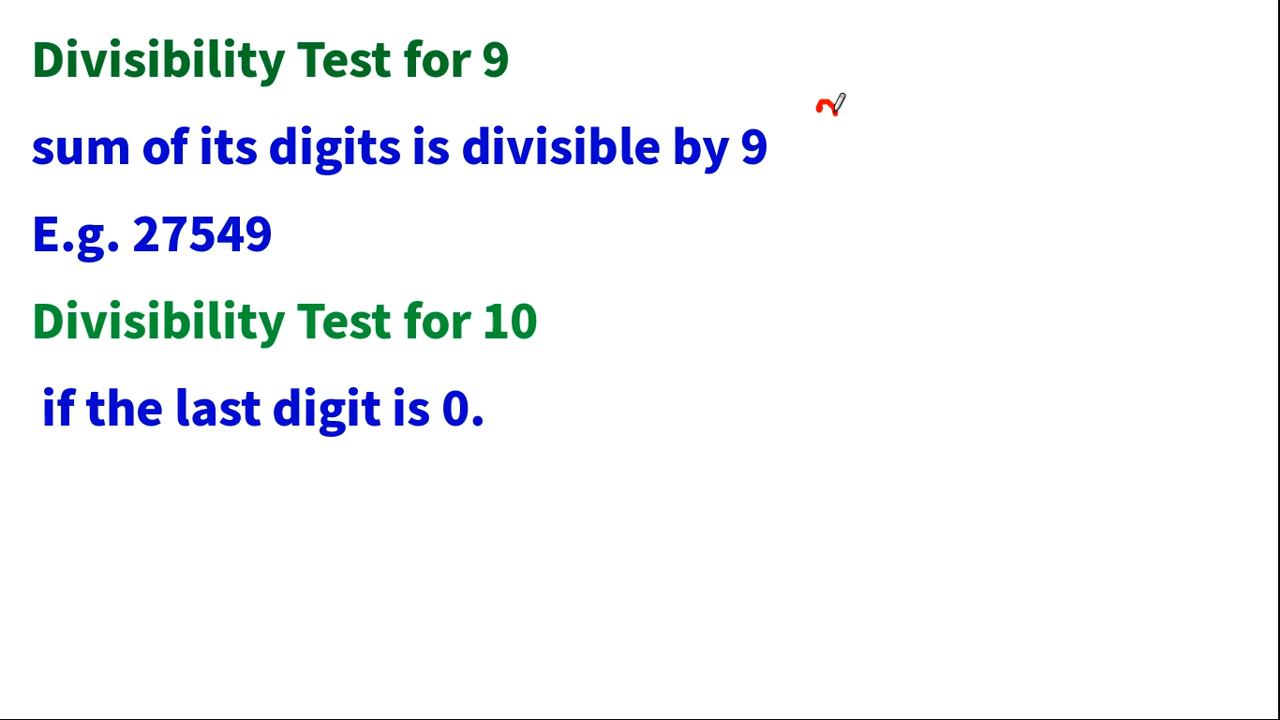 Divisibility Test for 9
sum of its digits is divisible by 9
E.g. 27549
Divisibility Test for 10
if the last digit is 0.